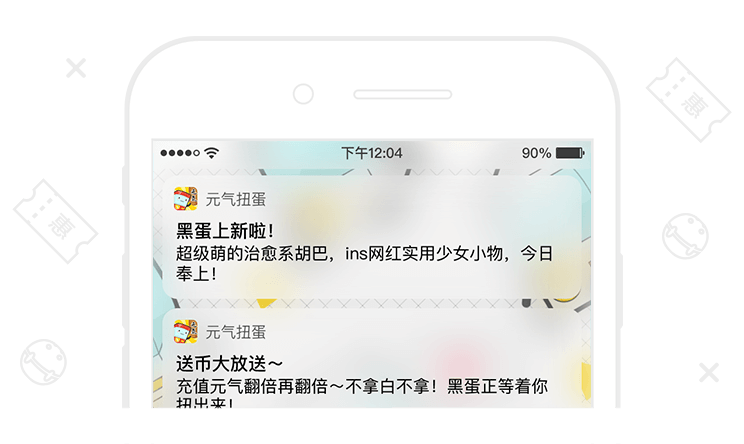 下午12:04
90%
元气扭蛋
黑蛋上新啦！
超级萌的治愈系胡巴，ins网红实用少女小物，今日
奉上！
元气扭蛋
送币大放送～
充值元气翻倍再翻倍～不拿白不拿！黑蛋正等着你
扭出来！
惠
惠